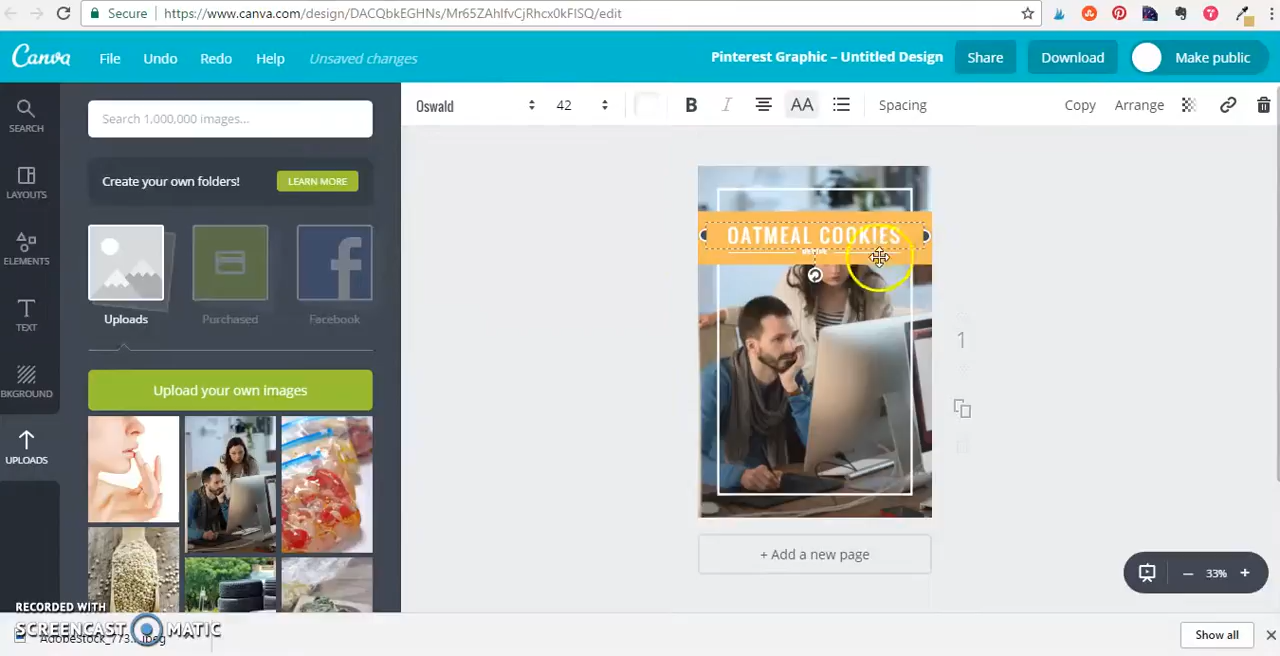 Secure
https://www.canva.com/design/DACQbkEGHNs/Mr65ZAhlfvCjRhcx0kFISQ/edit
Canva
File
Undo
Redo
Help
Unsaved changes
Pinterest Graphic – Untitled Design
Share
Download
Make public
SEARCH
LAYOUTS
ELEMENTS
TEXT
BKGROUND
UPLOADS
Search 1,000,000 images...
Create your own folders!
LEARN MORE
Uploads
Purchased
Facebook
Upload your own images
Oswald
42
B
I
AA
Spacing
Copy
Arrange
OATMEAL COOKIES
1
+ Add a new page
33%
RECORDED WITH
SCREENCAST MATIC
Show all